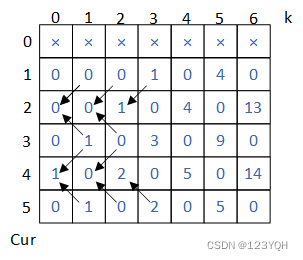 0 1 2 3 4 5 6 k
0 × × × × × × ×
1 0 0 0 1 0 4 0
2 0 0 1 0 4 0 13
3 0 1 0 3 0 9 0
4 1 0 2 0 5 0 14
5 0 1 0 2 0 5 0
Cur
CSDN @123YQH